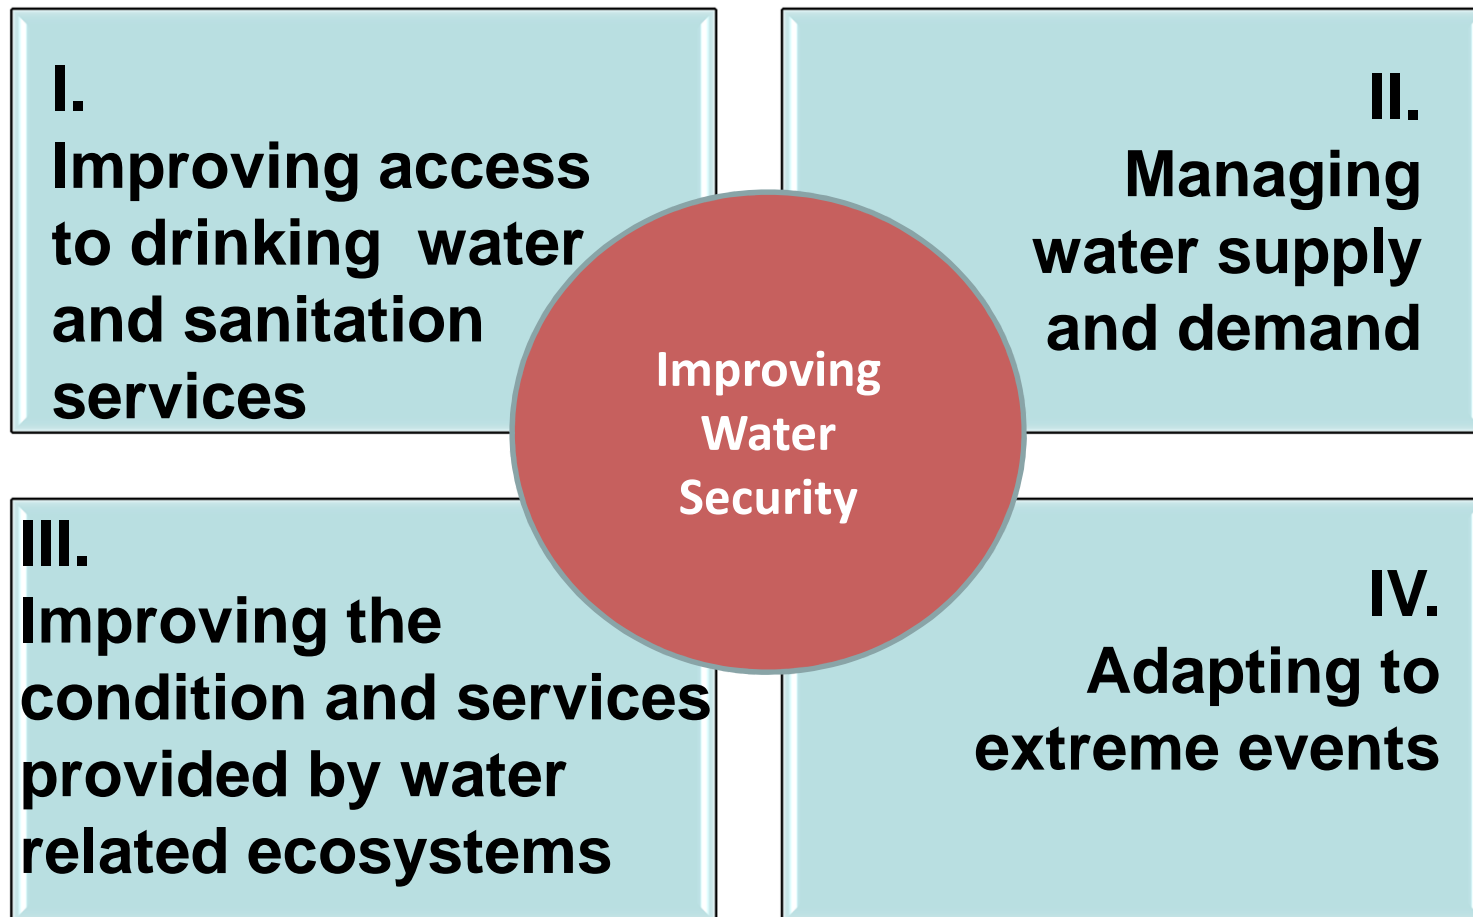 I.
Improving access
to drinking  water
and sanitation
services
II.
Managing
water supply
and demand
Improving
Water
Security
III.
Improving the
condition and services
provided by water
related ecosystems
IV.
Adapting to
extreme events